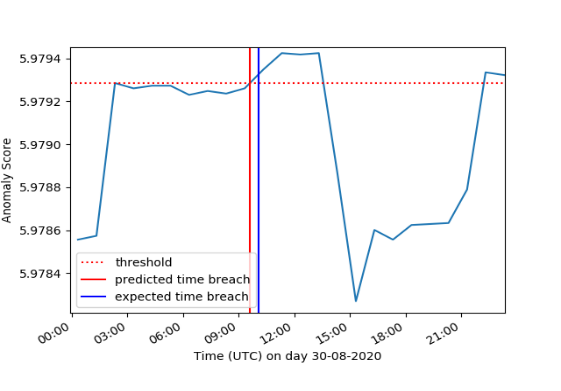 5.9794
5.9792
5.9790
5.9788
5.9786
5.9784
Anomaly Score
threshold
predicted time breach
expected time breach
00:00 03:00 06:00 09:00 12:00 15:00 18:00 21:00
Time (UTC) on day 30-08-2020